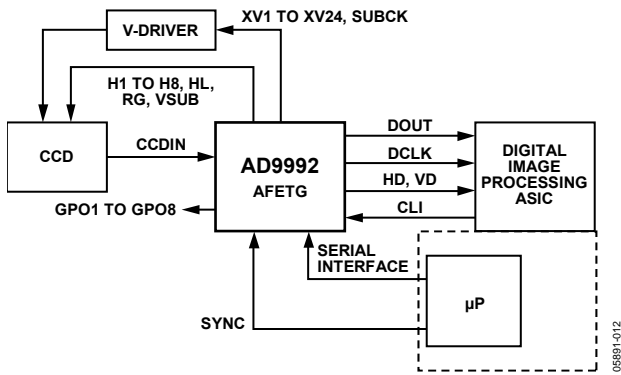 XV1 TO XV24, SUBCK
V-DRIVER
H1 TO H8, HL,
RG, VSUB
CCD
CCDIN
AD9992
AFETG
DOUT
DCLK
HD, VD
CLI
DIGITAL
IMAGE
PROCESSING
ASIC
GPO1 TO GPO8
SERIAL
INTERFACE
µP
SYNC
05891-012